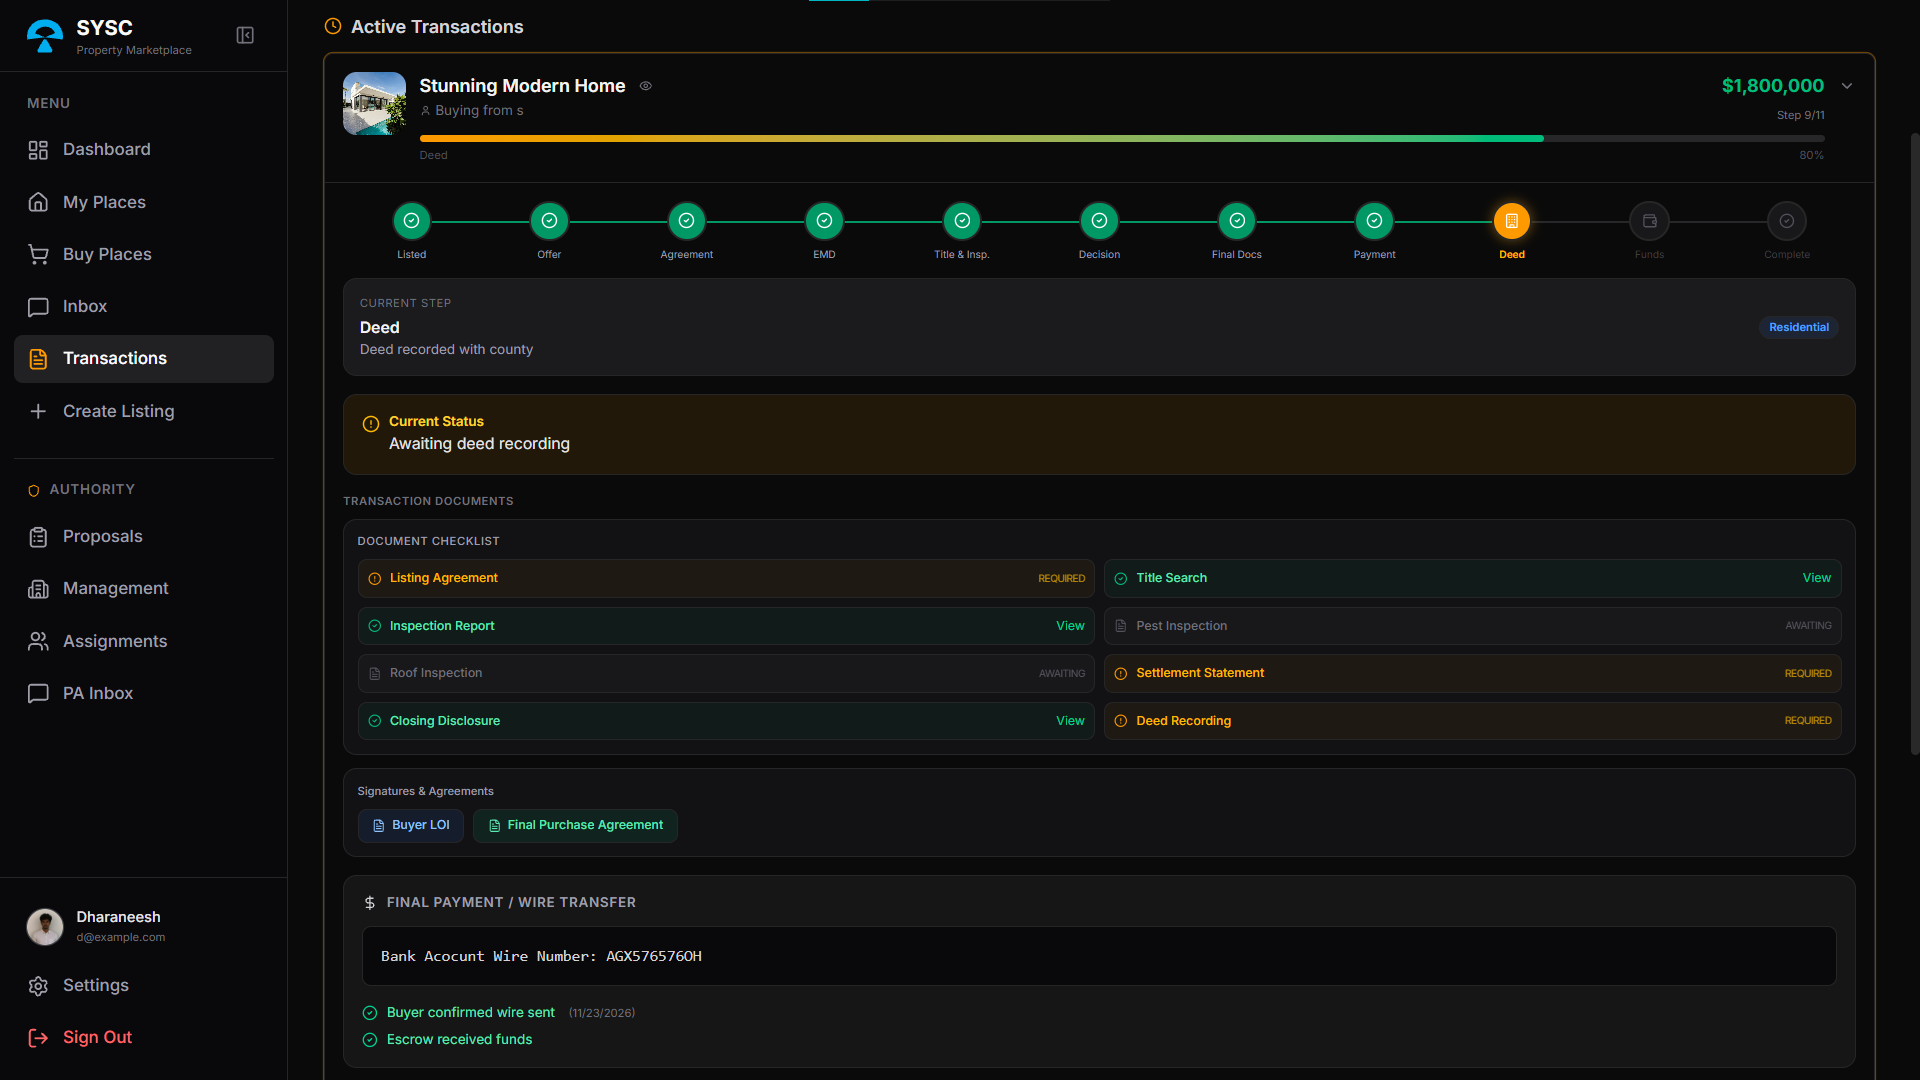 SYSC
Property Marketplace
MENU
Dashboard
My Places
Buy Places
Inbox
Transactions
Create Listing
AUTHORITY
Proposals
Management
Assignments
PA Inbox
Dharaneesh
d@example.com
Settings
Sign Out
Active Transactions
Stunning Modern Home
$1,800,000
Buying from s
Step 9/11
Deed
80%
Listed
Offer
Agreement
EMD
Title & Insp.
Decision
Final Docs
Payment
Deed
Funds
Complete
CURRENT STEP
Deed
Deed recorded with county
Residential
Current Status
Awaiting deed recording
TRANSACTION DOCUMENTS
DOCUMENT CHECKLIST
Listing Agreement REQUIRED
Title Search View
Inspection Report View
Pest Inspection AWAITING
Roof Inspection AWAITING
Settlement Statement REQUIRED
Closing Disclosure View
Deed Recording REQUIRED
Signatures & Agreements
Buyer LOI
Final Purchase Agreement
FINAL PAYMENT / WIRE TRANSFER
Bank Acocunt Wire Number: AGX576576OH
Buyer confirmed wire sent (11/23/2026)
Escrow received funds